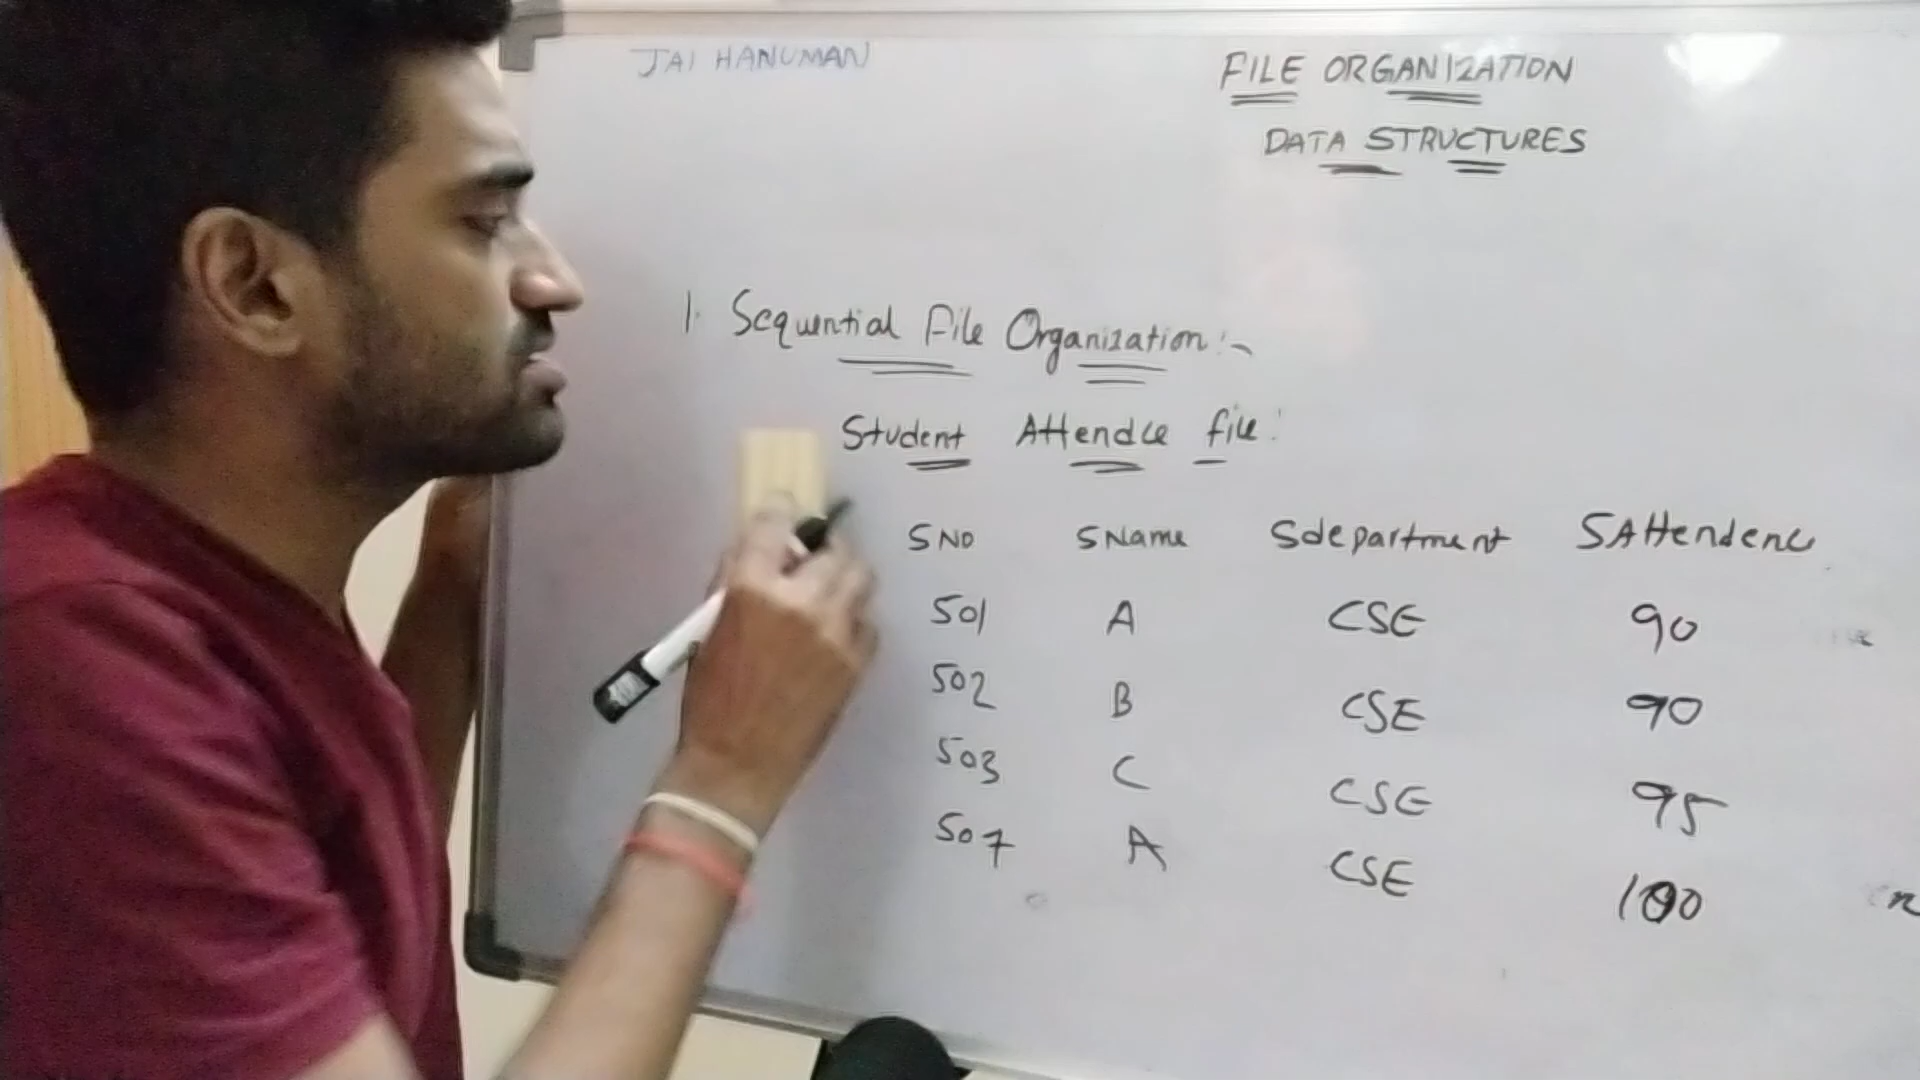 JAI HANUMAN
FILE ORGANIZATION
DATA STRUCTURES
1. Sequential File Organization :-
Student Attendce file :
SNO SName Sdepartment SAttendence
501 A CSE 90
502 B CSE 90
503 C CSE 95
507 A CSE 100